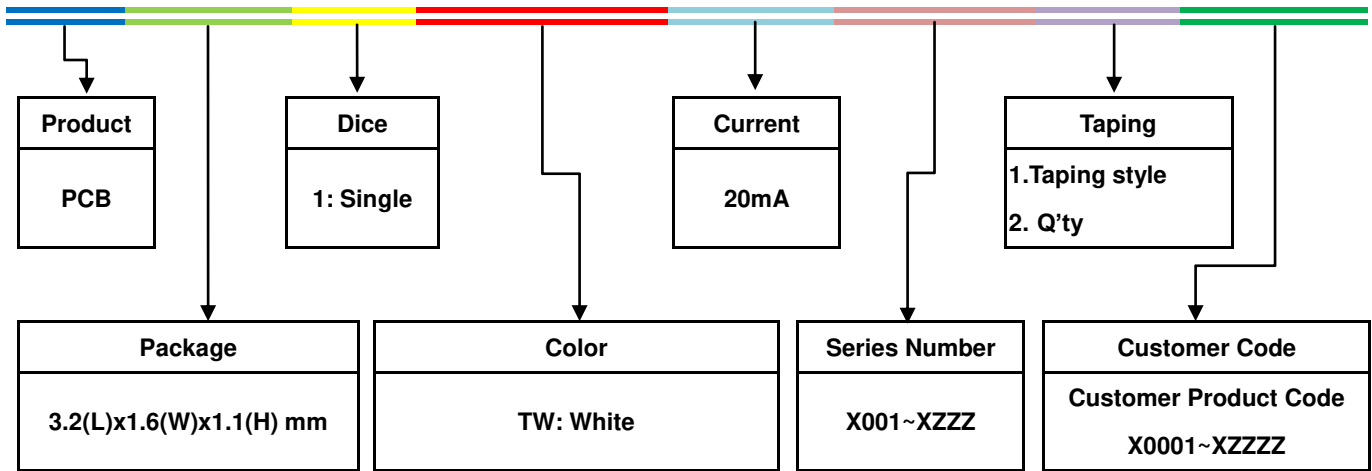 Product
PCB
Dice
1: Single
Current
20mA
Taping
1.Taping style
2. Q’ty
Package
3.2(L)x1.6(W)x1.1(H) mm
Color
TW: White
Series Number
X001~XZZZ
Customer Code
Customer Product Code
X0001~XZZZZ